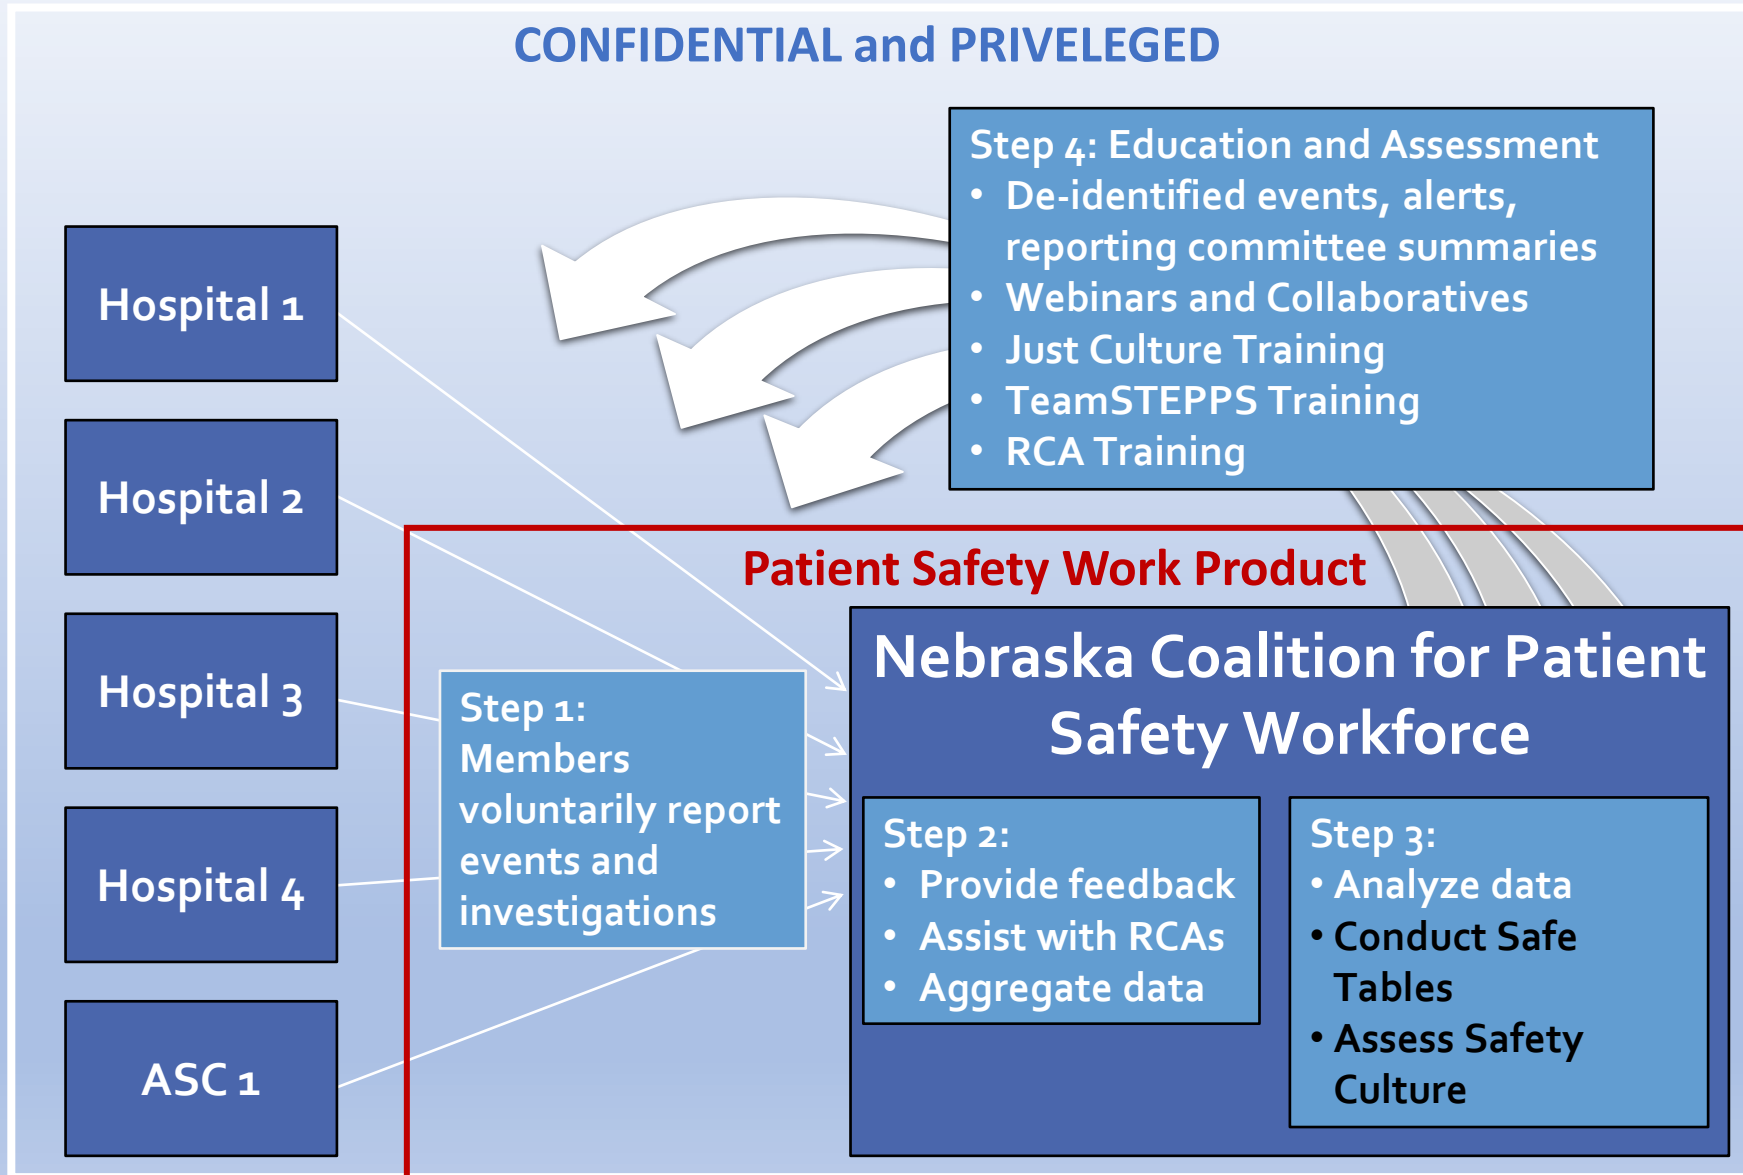 CONFIDENTIAL and PRIVELEGED
Step 4: Education and Assessment
• De-identified events, alerts,
reporting committee summaries
• Webinars and Collaboratives
• Just Culture Training
• TeamSTEPPS Training
• RCA Training
Hospital 1
Hospital 2
Hospital 3
Hospital 4
ASC 1
Patient Safety Work Product
Step 1:
Members
voluntarily report
events and
investigations
Nebraska Coalition for Patient
Safety Workforce
Step 2:
• Provide feedback
• Assist with RCAs
• Aggregate data
Step 3:
• Analyze data
• Conduct Safe
Tables
• Assess Safety
Culture